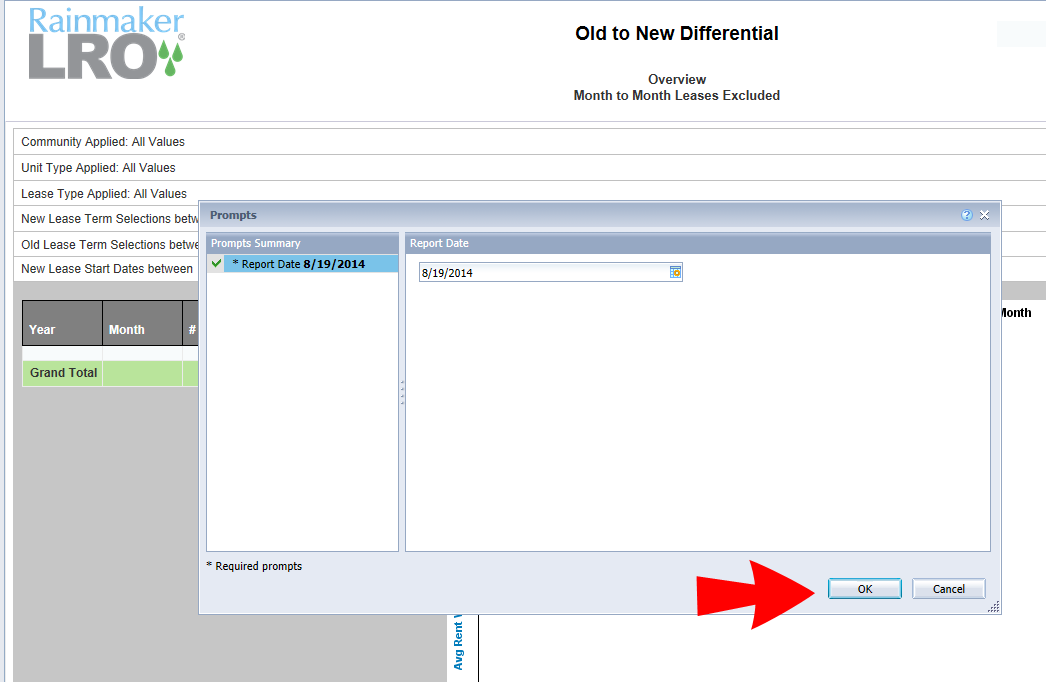 Rainmaker
LRO®
Old to New Differential
Overview
Month to Month Leases Excluded
Community Applied: All Values
Unit Type Applied: All Values
Lease Type Applied: All Values
New Lease Term Selections betw
Old Lease Term Selections betwe
New Lease Start Dates between
Year Month #
Grand Total
Month
Prompts
?
Prompts Summary
* Report Date 8/19/2014
Report Date
8/19/2014
* Required prompts
OK Cancel
Avg Rent